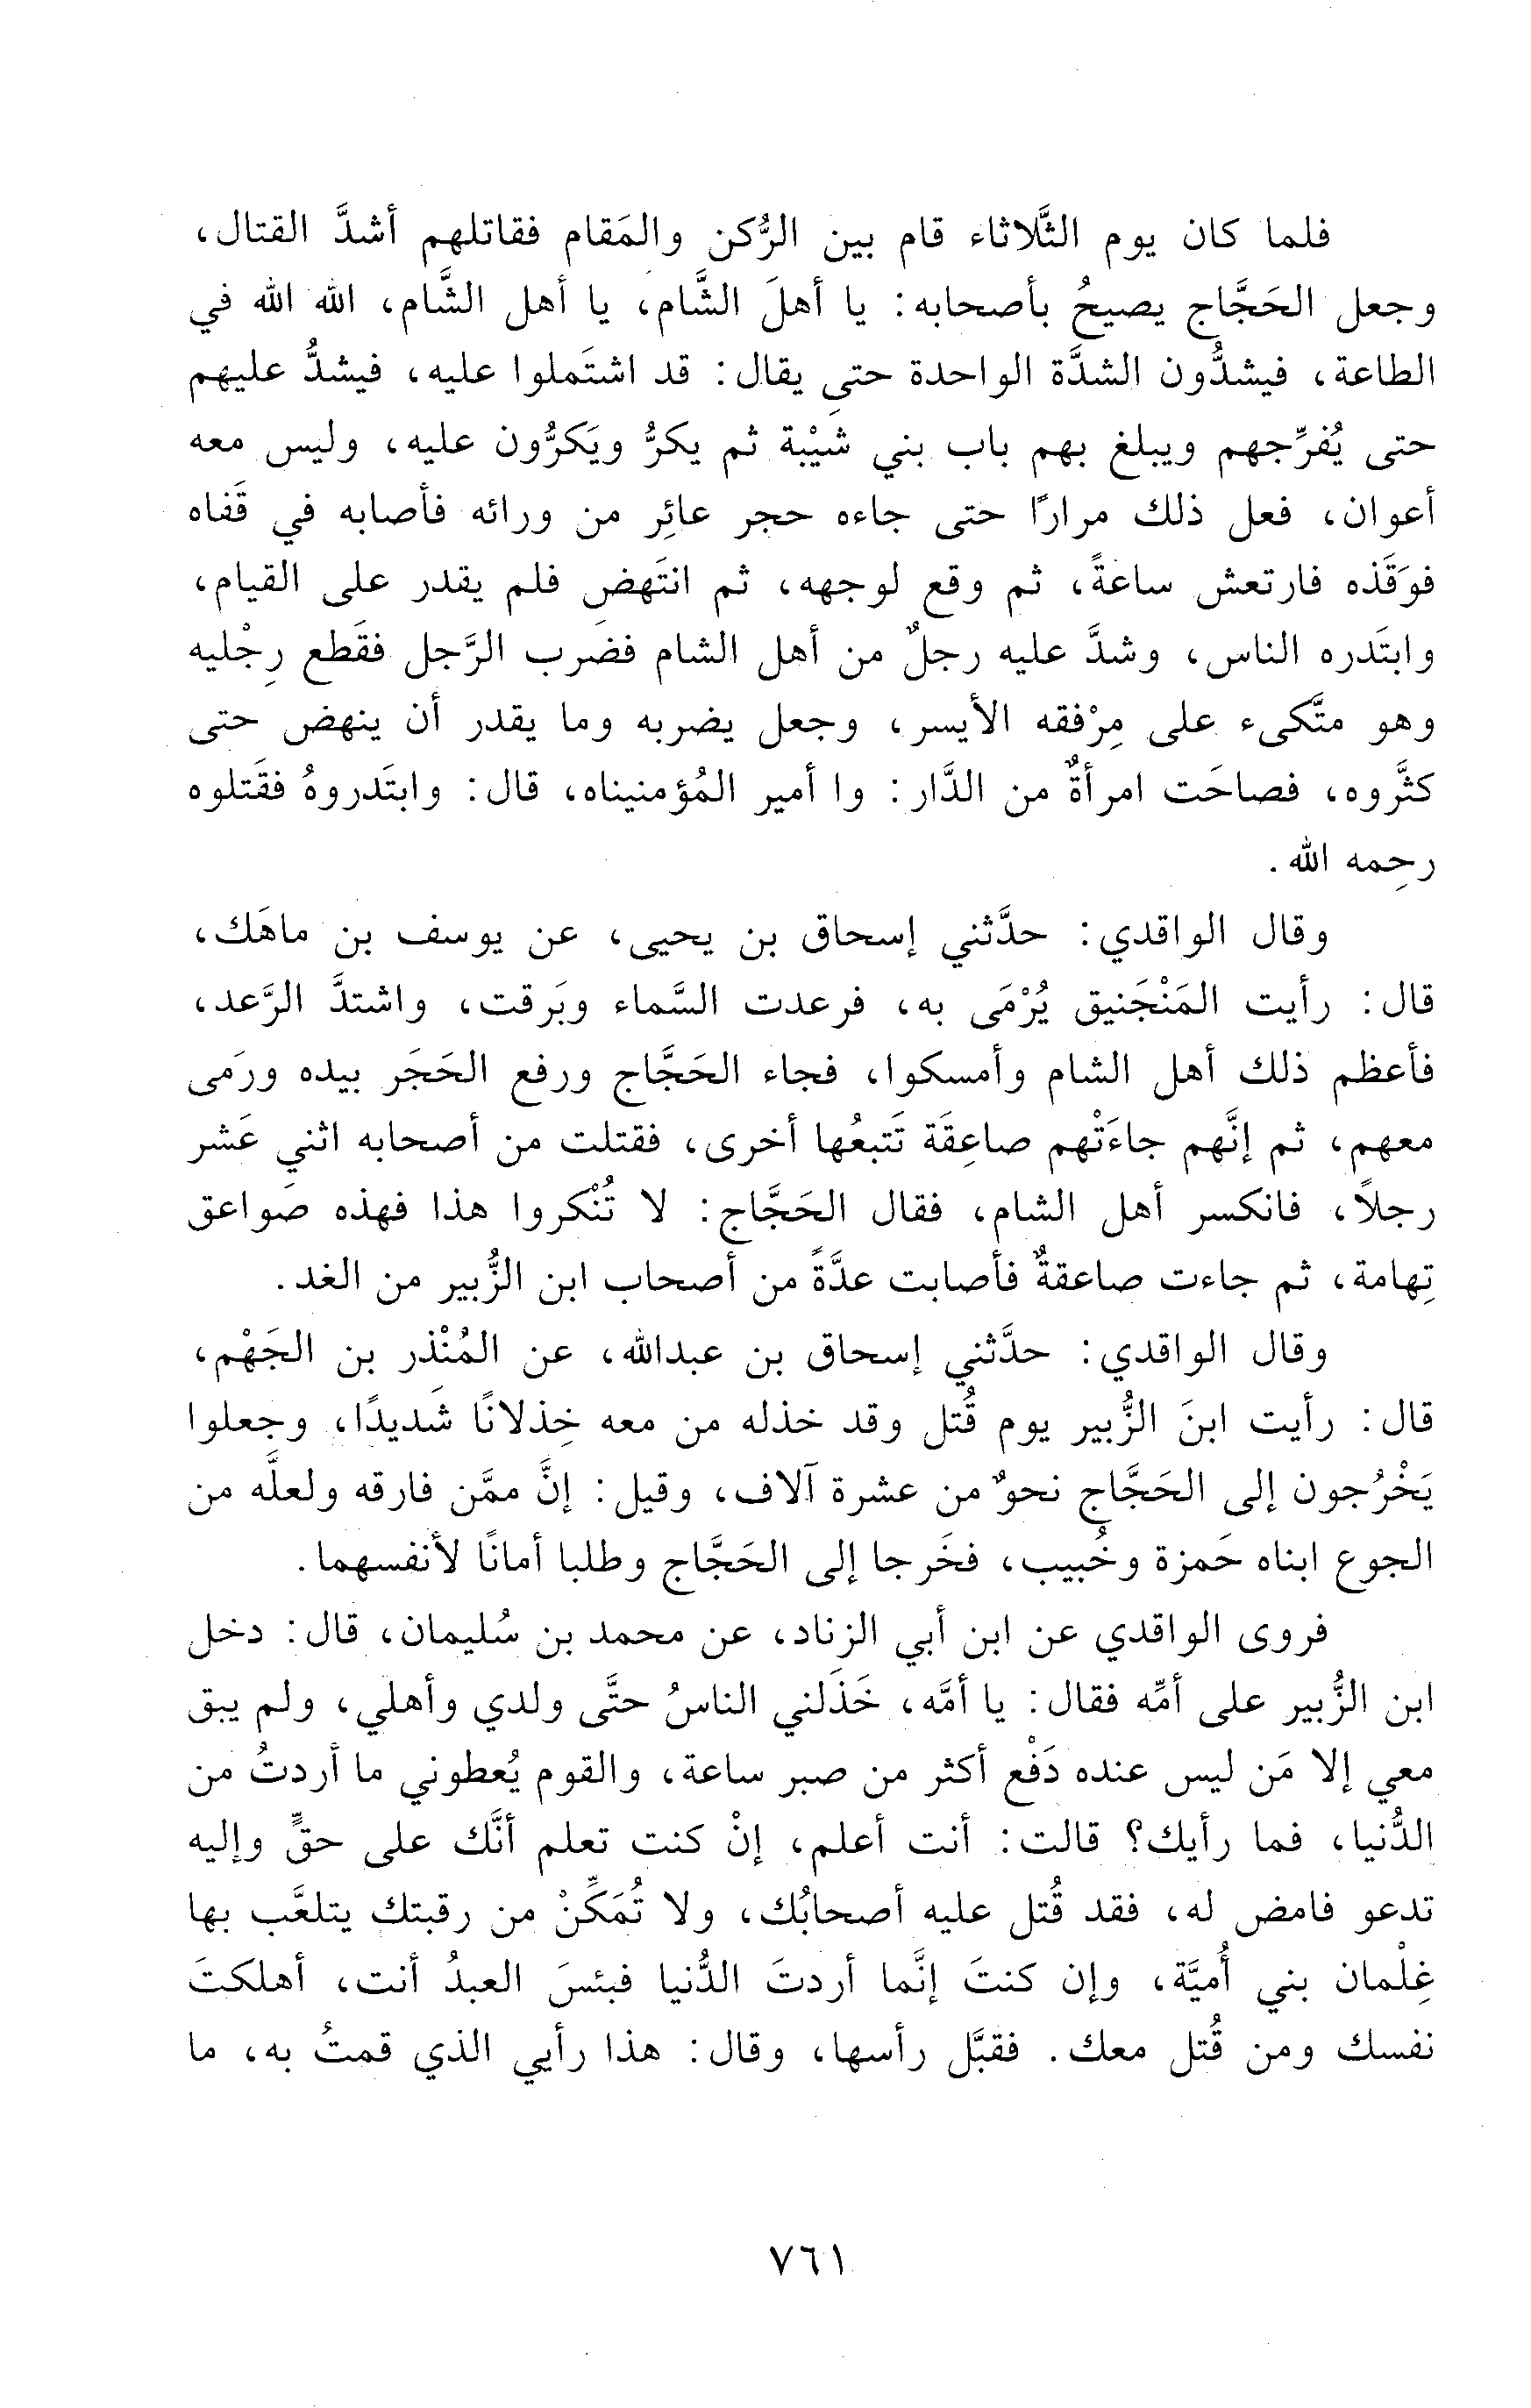 فلما كان يوم الثَّلاثاء قام بين الرُّكن والمَقام فقاتلهم أشدَّ القتال،
وجعل الحَجَّاج يصيحُ بأصحابه: يا أهلَ الشَّام، يا أهل الشَّام، الله الله في
الطاعة، فيشدُّون الشدَّة الواحدة حتى يقال: قد اشتَملوا عليه، فيشدُّ عليهم
حتى يُفرِّجهم ويبلغ بهم باب بني شَيْبة ثم يكرُّ ويَكرُّون عليه، وليس معه
أعوان، فعل ذلك مرارًا حتى جاءه حجر عائِر من ورائه فأصابه في قَفاه
فوَقَذه فارتعش ساعةً، ثم وقع لوجهه، ثم انتَهض فلم يقدر على القيام،
وابتَدره الناس، وشدَّ عليه رجلٌ من أهل الشام فضَرب الرَّجل فقَطع رِجْليه
وهو متَّكىء على مِرْفقه الأيسر، وجعل يضربه وما يقدر أن ينهض حتى
كثَّروه، فصاحَت امرأةٌ من الدَّار: وا أمير المُؤمنيناه، قال: وابتَدروهُ فقَتلوه
رحِمه الله.
وقال الواقدي: حدَّثني إسحاق بن يحيى، عن يوسف بن ماهَك،
قال: رأيت المَنْجَنيق يُرْمَى به، فرعدت السَّماء وبَرقت، واشتدَّ الرَّعد،
فأعظم ذلك أهل الشام وأمسكوا، فجاء الحَجَّاج ورفع الحَجَر بيده ورَمى
معهم، ثم إنَّهم جاءَتْهم صاعِقَة تَتبعُها أخرى، فقتلت من أصحابه اثني عَشر
رجلاً، فانكسر أهل الشام، فقال الحَجَّاج: لا تُنْكروا هذا فهذه صَواعق
تِهامة، ثم جاءت صاعقةٌ فأصابت عدَّةً من أصحاب ابن الزُّبير من الغد.
وقال الواقدي: حدَّثني إسحاق بن عبدالله، عن المُنْذر بن الجَهْم،
قال: رأيت ابنَ الزُّبير يوم قُتل وقد خذله من معه خِذلانًا شَديدًا، وجعلوا
يَخْرُجون إلى الحَجَّاج نحوٌ من عشرة آلاف، وقيل: إنَّ ممَّن فارقه ولعلَّه من
الجوع ابناه حَمزة وخُبيب، فخَرجا إلى الحَجَّاج وطلبا أمانًا لأنفسهما.
فروى الواقدي عن ابن أبي الزناد، عن محمد بن سُليمان، قال: دخل
ابن الزُّبير على أمِّه فقال: يا أمَّه، خَذَلني الناسُ حتَّى ولدي وأهلي، ولم يبق
معي إلا مَن ليس عنده دَفْع أكثر من صبر ساعة، والقوم يُعطوني ما أردتُ من
الدُّنيا، فما رأيك؟ قالت: أنت أعلم، إنْ كنت تعلم أنَّك على حقٍّ وإليه
تدعو فامض له، فقد قُتل عليه أصحابُك، ولا تُمَكِّنْ من رقبتك يتلعَّب بها
غِلْمان بني أُميَّة، وإن كنتَ إنَّما أردتَ الدُّنيا فبئسَ العبدُ أنت، أهلكتَ
نفسك ومن قُتل معك. فقبَّل رأسها، وقال: هذا رأيي الذي قمتُ به، ما
٧٦١